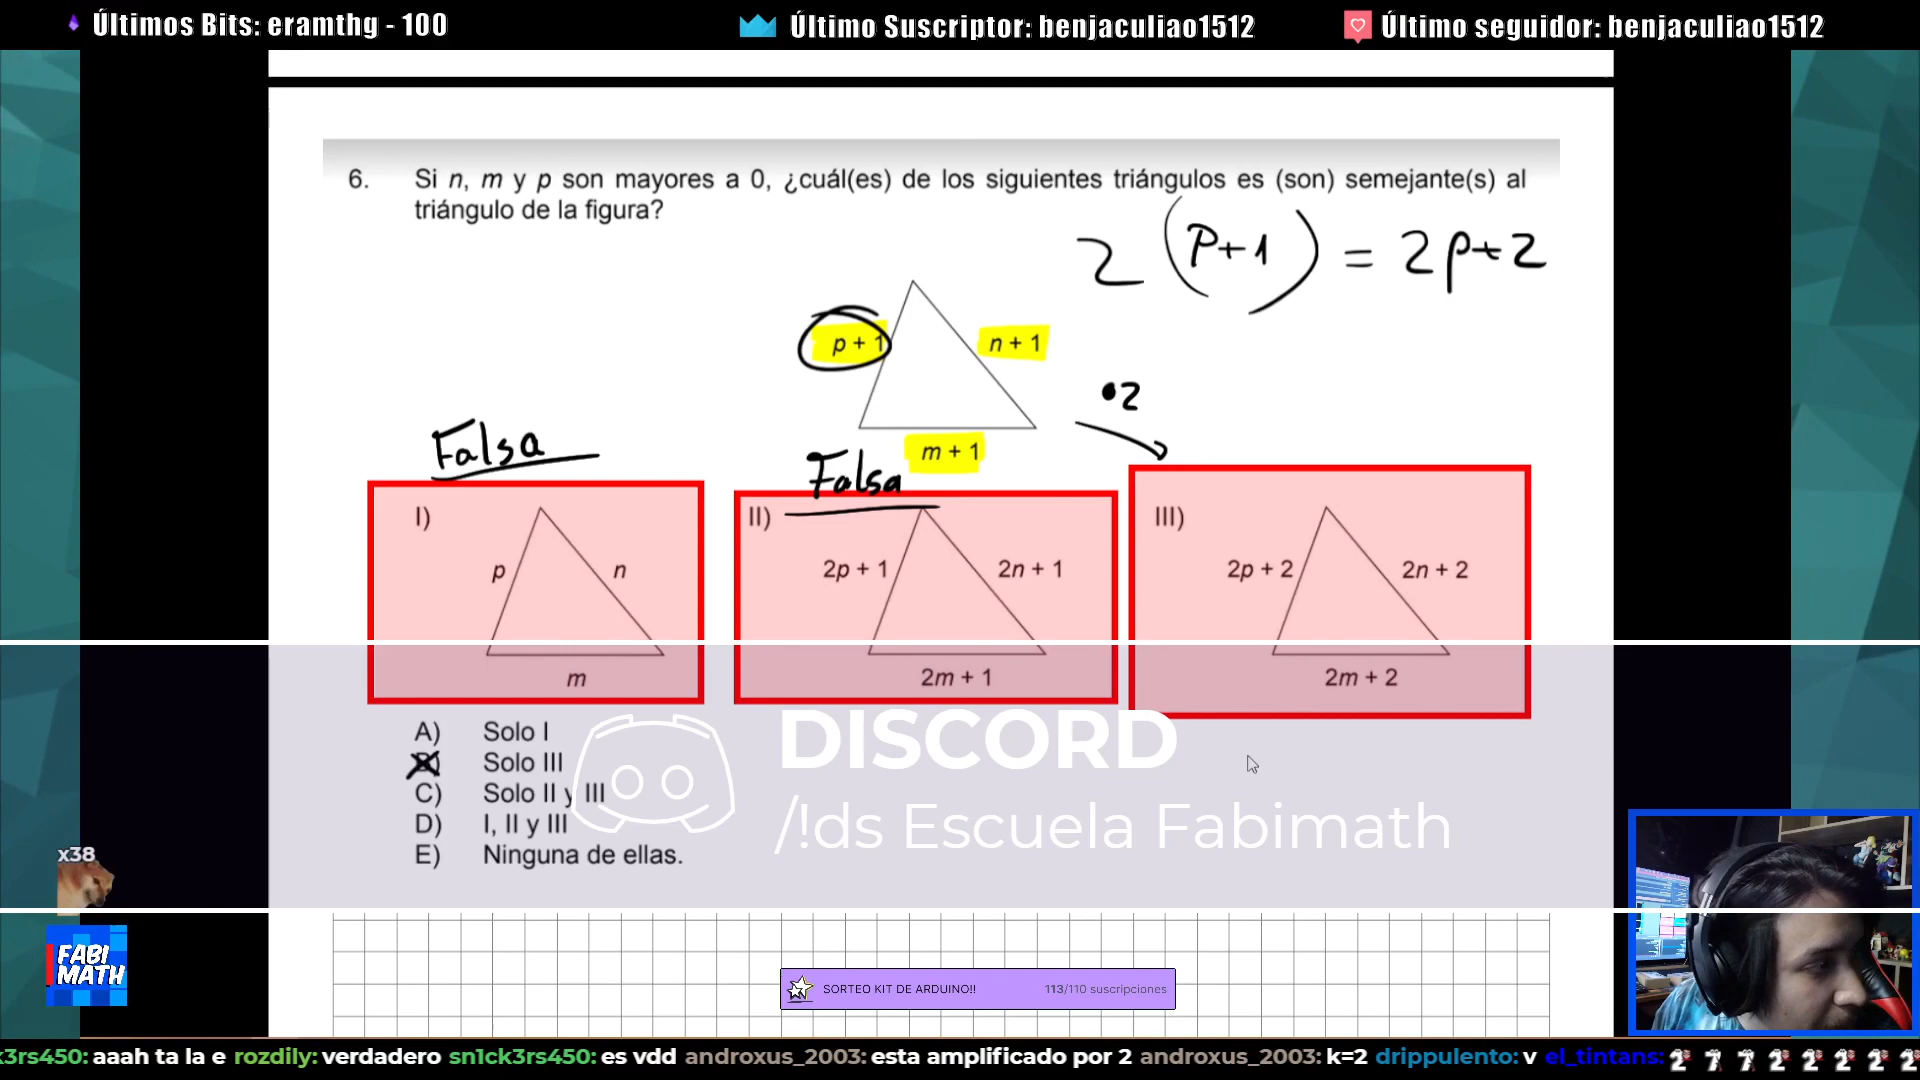 Últimos Bits: eramthg - 100
Último Suscriptor: benjaculiao1512
Último seguidor: benjaculiao1512
6. Si n, m y p son mayores a 0, ¿cuál(es) de los siguientes triángulos es (son) semejante(s) al
triángulo de la figura?
2 (P+1) = 2p+2
p + 1
n + 1
•2
m + 1
Falsa
Falsa
I)
p
n
m
II)
2p + 1
2n + 1
2m + 1
III)
2p + 2
2n + 2
2m + 2
A) Solo I
B) Solo III
C) Solo II y III
D) I, II y III
E) Ninguna de ellas.
DISCORD
/!ds Escuela Fabimath
x38
FABI
MATH
SORTEO KIT DE ARDUINO!! 113/110 suscripciones
k3rs450: aaah ta la e rozdily: verdadero sn1ck3rs450: es vdd androxus_2003: esta amplificado por 2 androxus_2003: k=2 drippulento: v el_tintans: